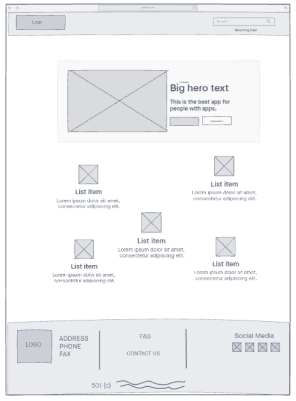 Logo
Big hero text
This is the best app for
people with apps.
List item
Lorem ipsum dolor sit amet,
consectetur adipiscing elit.
List item
Lorem ipsum dolor sit amet,
consectetur adipiscing elit.
List item
Lorem ipsum dolor sit amet,
consectetur adipiscing elit.
List item
Lorem ipsum dolor sit amet,
consectetur adipiscing elit.
List item
Lorem ipsum dolor sit amet,
consectetur adipiscing elit.
LOGO
ADDRESS
PHONE
FAX
FAQ
CONTACT US
Social Media
501 (c)